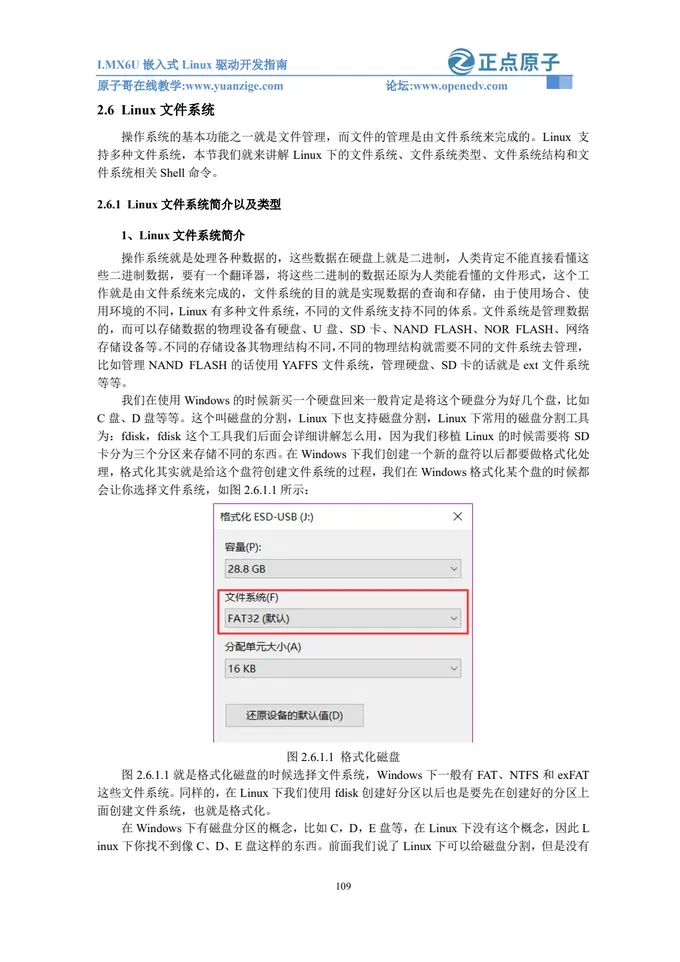 I.MX6U 嵌入式 Linux 驱动开发指南
正点原子
原子哥在线教学:www.yuanzige.com 论坛:www.openedv.com
2.6 Linux 文件系统
操作系统的基本功能之一就是文件管理，而文件的管理是由文件系统来完成的。Linux 支
持多种文件系统，本节我们就来讲解 Linux 下的文件系统、文件系统类型、文件系统结构和文
件系统相关 Shell 命令。
2.6.1 Linux 文件系统简介以及类型
1、Linux 文件系统简介
操作系统就是处理各种数据的，这些数据在硬盘上就是二进制，人类肯定不能直接看懂这
些二进制数据，要有一个翻译器，将这些二进制的数据还原为人类能看懂的文件形式，这个工
作就是由文件系统来完成的，文件系统的目的就是实现数据的查询和存储，由于使用场合、使
用环境的不同，Linux 有多种文件系统，不同的文件系统支持不同的体系。文件系统是管理数据
的，而可以存储数据的物理设备有硬盘、U 盘、SD 卡、NAND FLASH、NOR FLASH、网络
存储设备等。不同的存储设备其物理结构不同，不同的物理结构就需要不同的文件系统去管理，
比如管理 NAND FLASH 的话使用 YAFFS 文件系统，管理硬盘、SD 卡的话就是 ext 文件系统
等等。
我们在使用 Windows 的时候新买一个硬盘回来一般肯定是将这个硬盘分为好几个盘，比如
C 盘、D 盘等等。这个叫磁盘的分割，Linux 下也支持磁盘分割，Linux 下常用的磁盘分割工具
为：fdisk，fdisk 这个工具我们后面会详细讲解怎么用，因为我们移植 Linux 的时候需要将 SD
卡分为三个分区来存储不同的东西。在 Windows 下我们创建一个新的盘符以后都要做格式化处
理，格式化其实就是给这个盘符创建文件系统的过程，我们在 Windows 格式化某个盘的时候都
会让你选择文件系统，如图 2.6.1.1 所示：
格式化 ESD-USB (J:)
容量(P):
28.8 GB
文件系统(F)
FAT32 (默认)
分配单元大小(A)
16 KB
还原设备的默认值(D)
图 2.6.1.1 格式化磁盘
图 2.6.1.1 就是格式化磁盘的时候选择文件系统，Windows 下一般有 FAT、NTFS 和 exFAT
这些文件系统。同样的，在 Linux 下我们使用 fdisk 创建好分区以后也是要先在创建好的分区上
面创建文件系统，也就是格式化。
在 Windows 下有磁盘分区的概念，比如 C，D，E 盘等，在 Linux 下没有这个概念，因此 L
inux 下你找不到像 C、D、E 盘这样的东西。前面我们说了 Linux 下可以给磁盘分割，但是没有
109